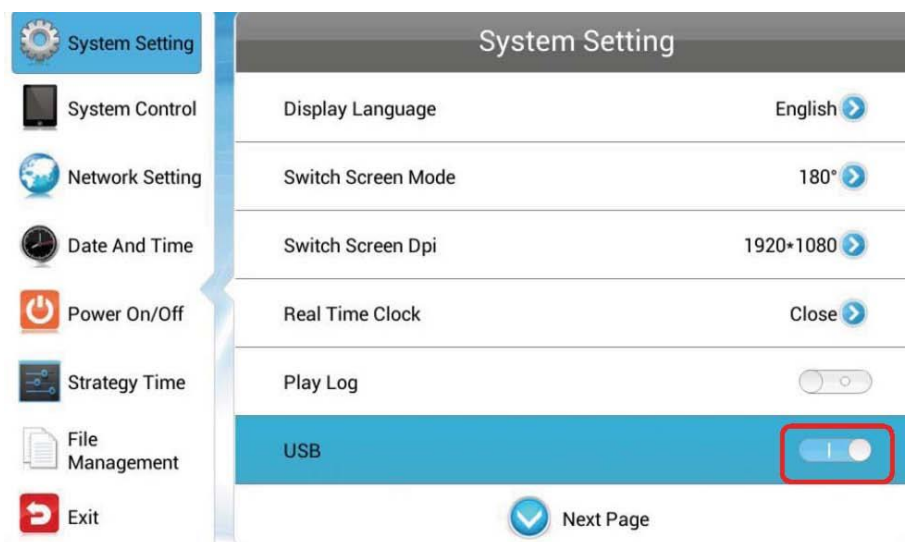 System Setting
System Control
Network Setting
Date And Time
Power On/Off
Strategy Time
File
Management
Exit
System Setting
Display Language English
Switch Screen Mode 180°
Switch Screen Dpi 1920*1080
Real Time Clock Close
Play Log
USB
Next Page